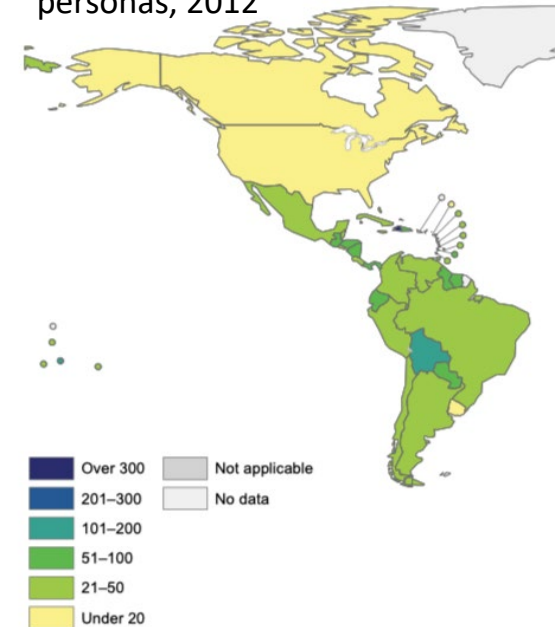 personas, 2012
Over 300
Not applicable
201–300
No data
101–200
51–100
21–50
Under 20